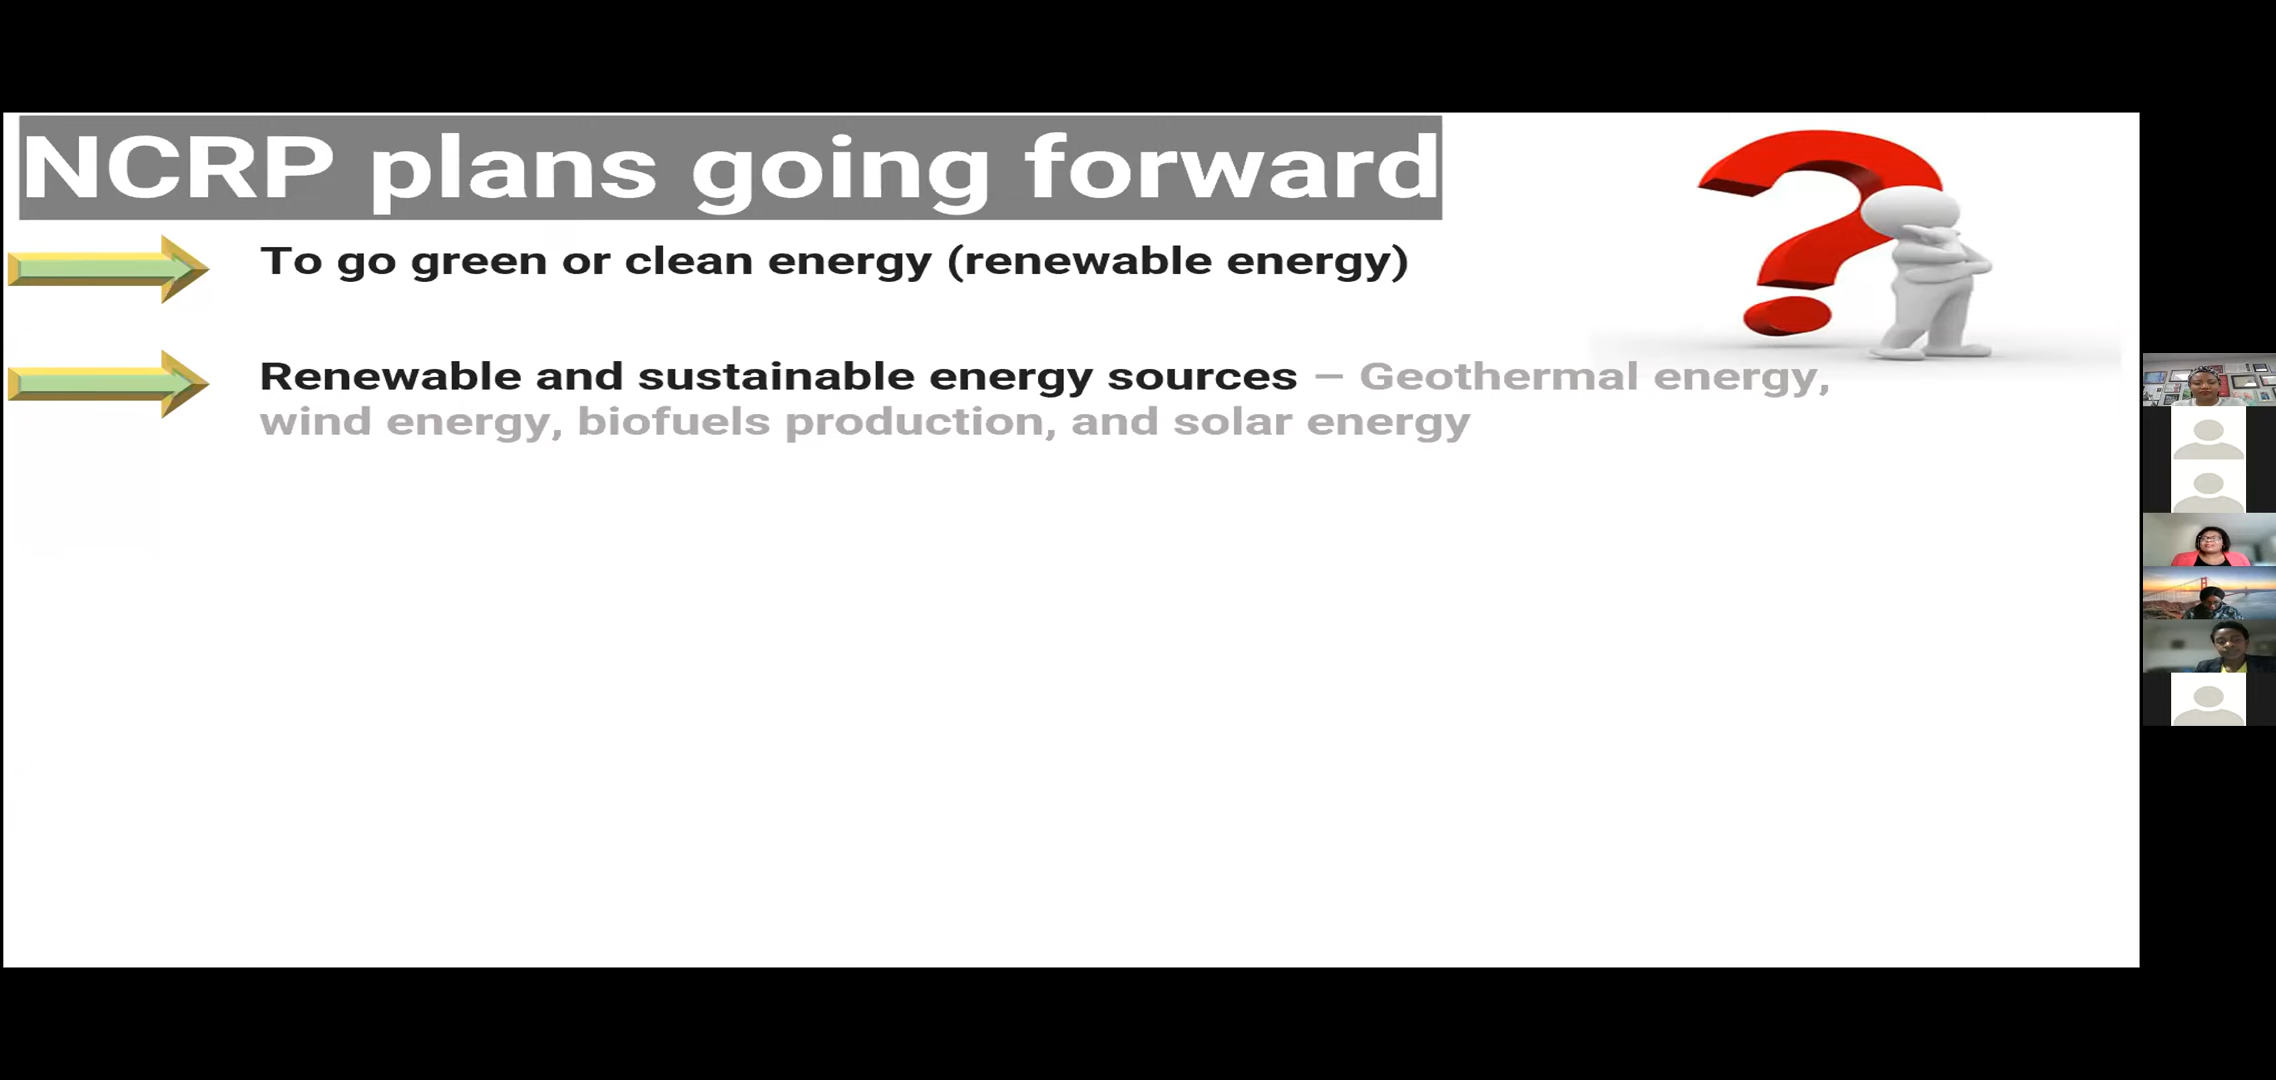 NCRP plans going forward
To go green or clean energy (renewable energy)
Renewable and sustainable energy sources – Geothermal energy,
wind energy, biofuels production, and solar energy